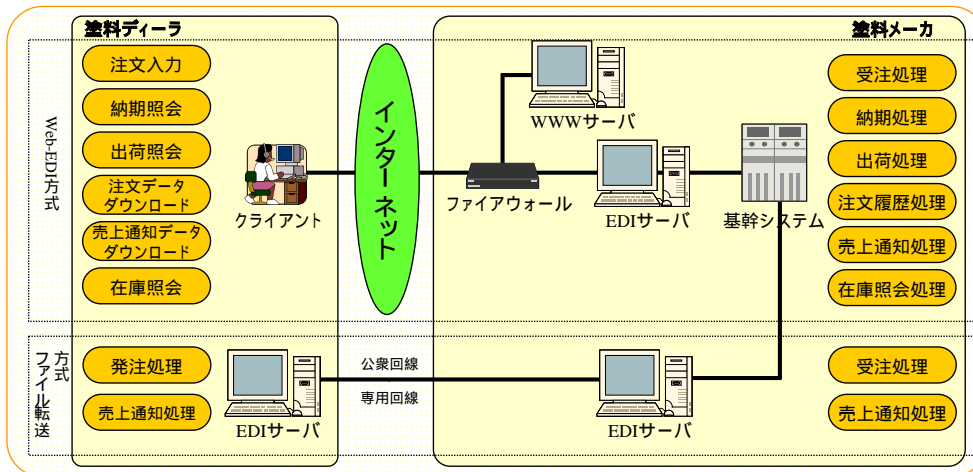 塗料ディーラ
塗料メーカ
Web-EDI方式
注文入力
納期照会
出荷照会
注文データ
ダウンロード
売上通知データ
ダウンロード
在庫照会
クライアント
インターネット
WWWサーバ
ファイアウォール
EDIサーバ
基幹システム
受注処理
納期処理
出荷処理
注文履歴処理
売上通知処理
在庫照会処理
ファイル転送
方式
発注処理
売上通知処理
EDIサーバ
公衆回線
専用回線
EDIサーバ
受注処理
売上通知処理